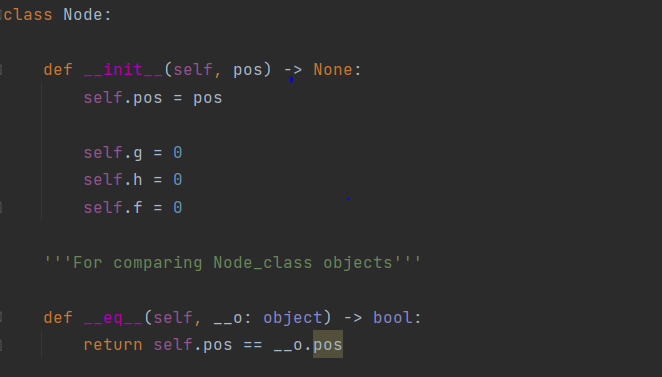 class Node:
def __init__(self, pos) -> None:
self.pos = pos
self.g = 0
self.h = 0
self.f = 0
'''For comparing Node_class objects'''
def __eq__(self, __o: object) -> bool:
return self.pos == __o.pos